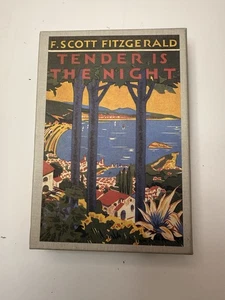 F. SCOTT FITZGERALD
TENDER IS
THE NIGHT